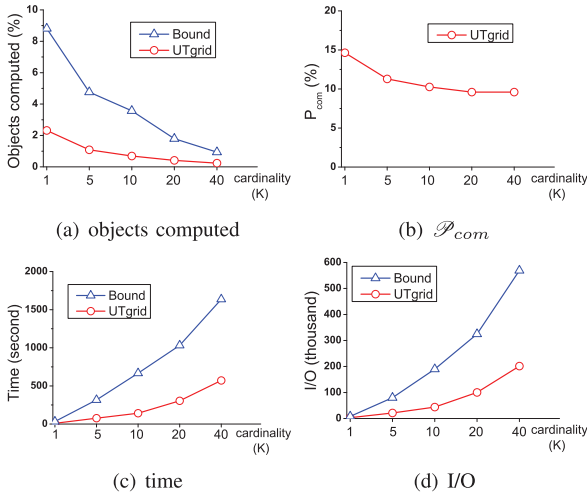 10
8
6
4
2
0
Objects computed (%)
Bound
UTgrid
1 5 10 20 40 cardinality
(K)
(a) objects computed
20
15
10
5
0
P com (%)
UTgrid
1 5 10 20 40 cardinality
(K)
(b) 𝒫com
2000
1500
1000
500
0
Time (second)
Bound
UTgrid
1 5 10 20 40 cardinality
(K)
(c) time
600
500
400
300
200
100
0
I/O (thousand)
Bound
UTgrid
1 5 10 20 40 cardinality
(K)
(d) I/O